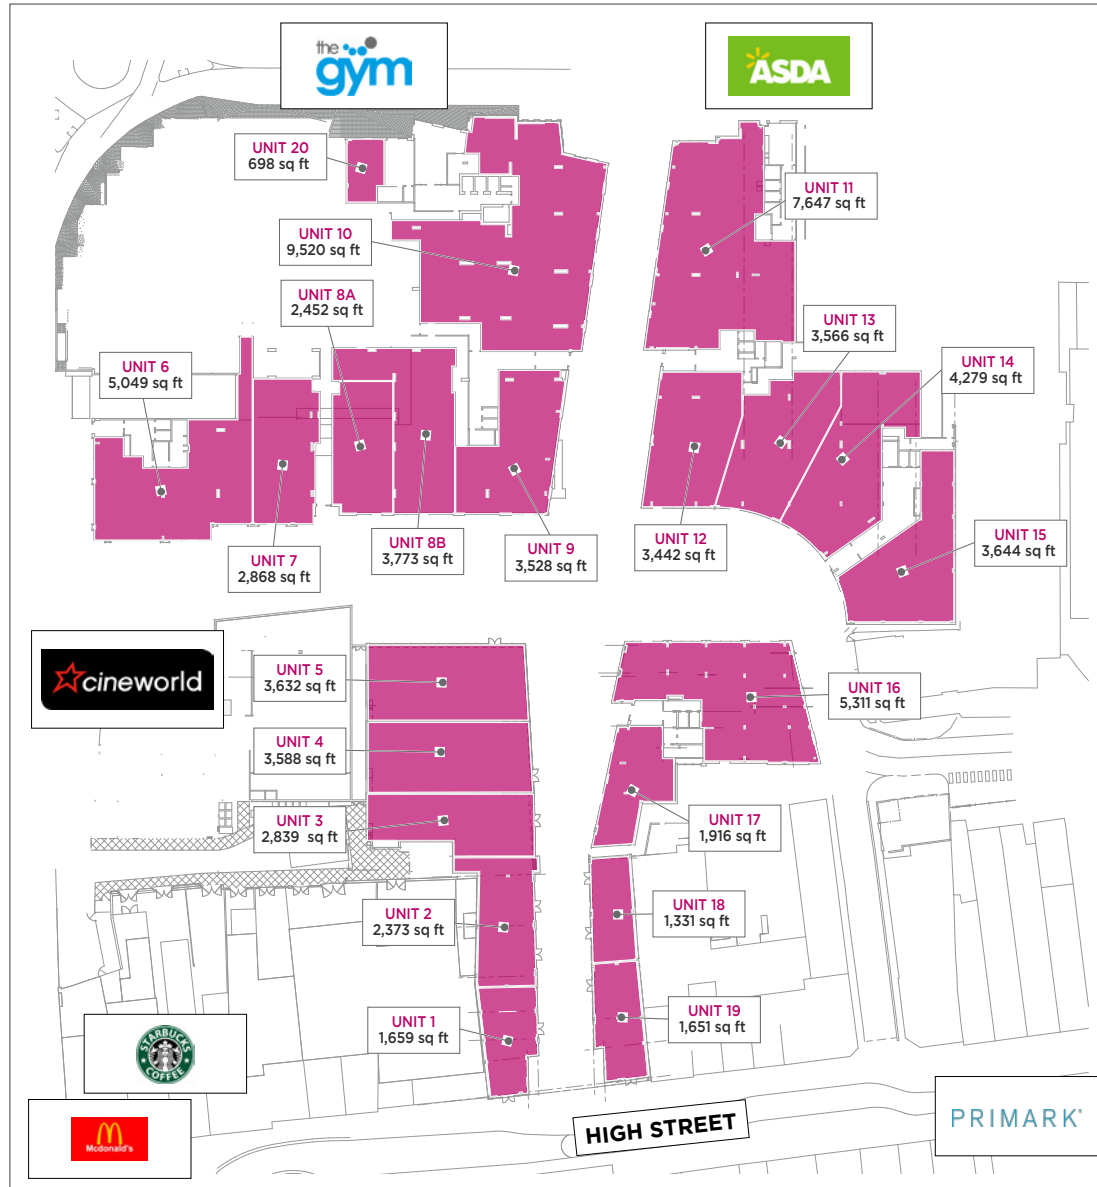 the
gym
ASDA
UNIT 20
698 sq ft
UNIT 11
7,647 sq ft
UNIT 10
9,520 sq ft
UNIT 8A
2,452 sq ft
UNIT 13
3,566 sq ft
UNIT 6
5,049 sq ft
UNIT 14
4,279 sq ft
UNIT 7
2,868 sq ft
UNIT 8B
3,773 sq ft
UNIT 9
3,528 sq ft
UNIT 12
3,442 sq ft
UNIT 15
3,644 sq ft
cineworld
UNIT 5
3,632 sq ft
UNIT 16
5,311 sq ft
UNIT 4
3,588 sq ft
UNIT 3
2,839 sq ft
UNIT 17
1,916 sq ft
UNIT 2
2,373 sq ft
UNIT 18
1,331 sq ft
UNIT 1
1,659 sq ft
UNIT 19
1,651 sq ft
STARBUCKS
COFFEE
McDonald's
HIGH STREET
PRIMARK®